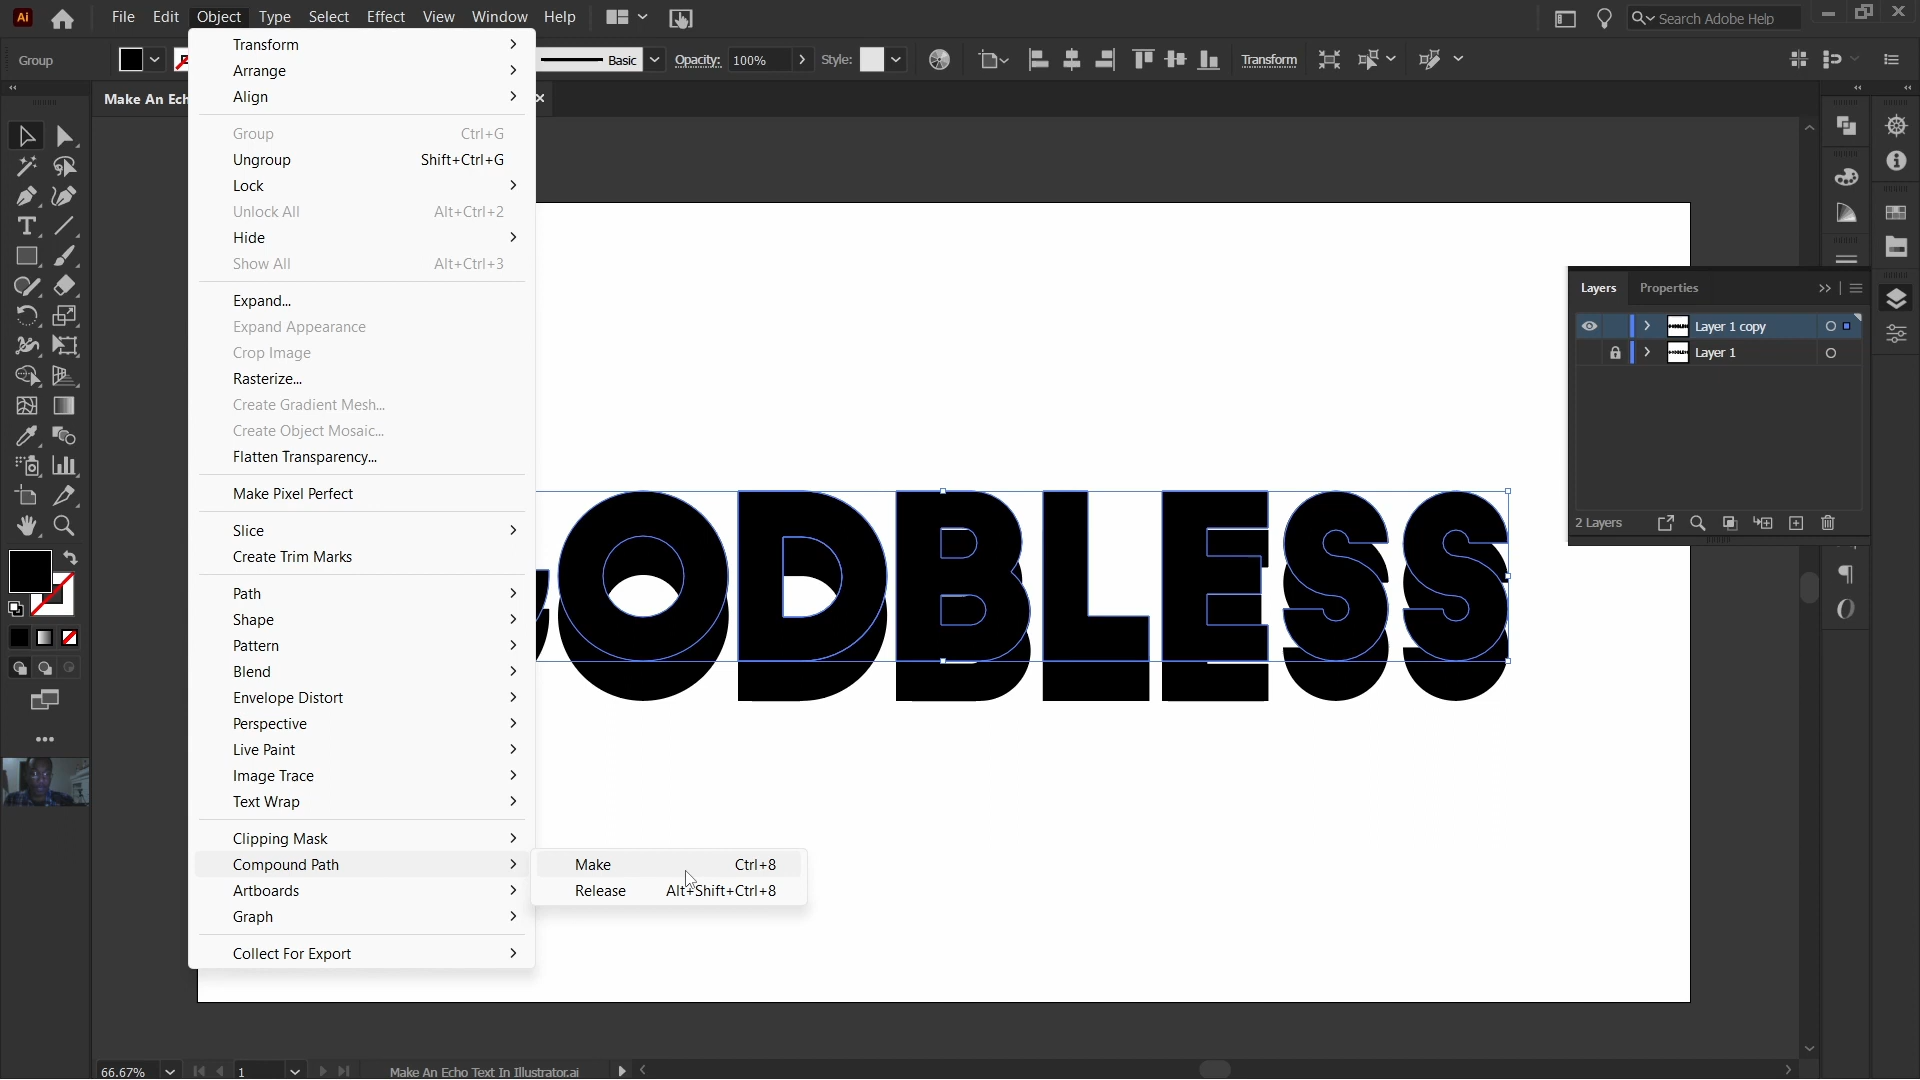 Ai
File Edit Object Type Select Effect View Window Help
Search Adobe Help
Group
Basic
Opacity: 100%
Style:
Transform
Make An Ech
Transform
Arrange
Align
Group Ctrl+G
Ungroup Shift+Ctrl+G
Lock
Unlock All Alt+Ctrl+2
Hide
Show All Alt+Ctrl+3
Expand...
Expand Appearance
Crop Image
Rasterize...
Create Gradient Mesh...
Create Object Mosaic...
Flatten Transparency...
Make Pixel Perfect
Slice
Create Trim Marks
Path
Shape
Pattern
Blend
Envelope Distort
Perspective
Live Paint
Image Trace
Text Wrap
Clipping Mask
Compound Path
Artboards
Graph
Collect For Export
Make Ctrl+8
Release Alt+Shift+Ctrl+8
ODBLESS
Layers Properties
Layer 1 copy
Layer 1
2 Layers
66.67%
1
Make An Echo Text In Illustrator.ai